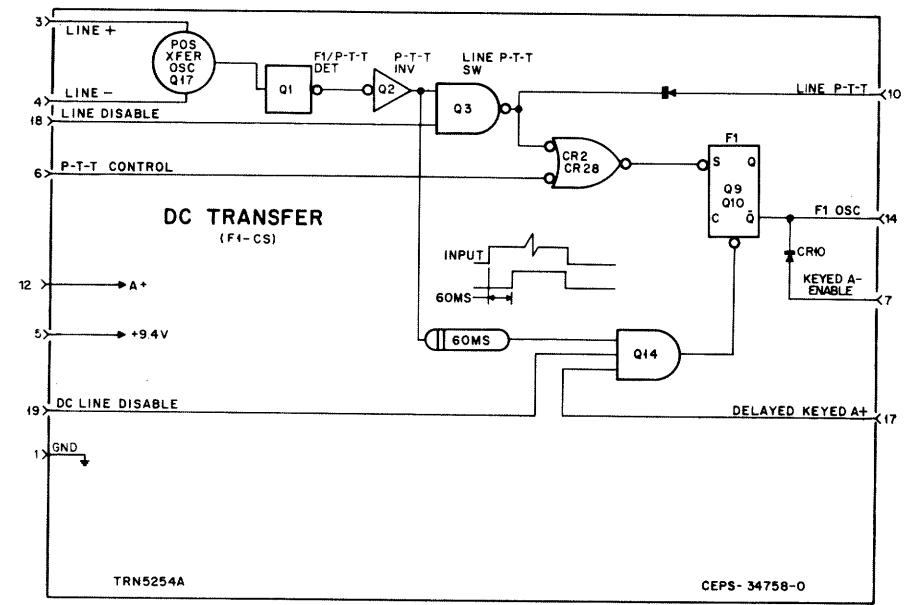 3 LINE +
POS
XFER
OSC
Q17
F1/P-T-T
DET
P-T-T
INV
LINE P-T-T
SW
Q1
Q2
Q3
4 LINE -
LINE P-T-T 10
18 LINE DISABLE
6 P-T-T CONTROL
CR2
CR28
F1
S Q
Q9
Q10
C Q̄
F1 OSC 14
DC TRANSFER
(F1-CS)
INPUT
60MS
CR10
KEYED A-
ENABLE 7
12 A+
5 +9.4V
60MS
Q14
19 DC LINE DISABLE
DELAYED KEYED A+ 17
1 GND
TRN5254A
CEPS-34758-O